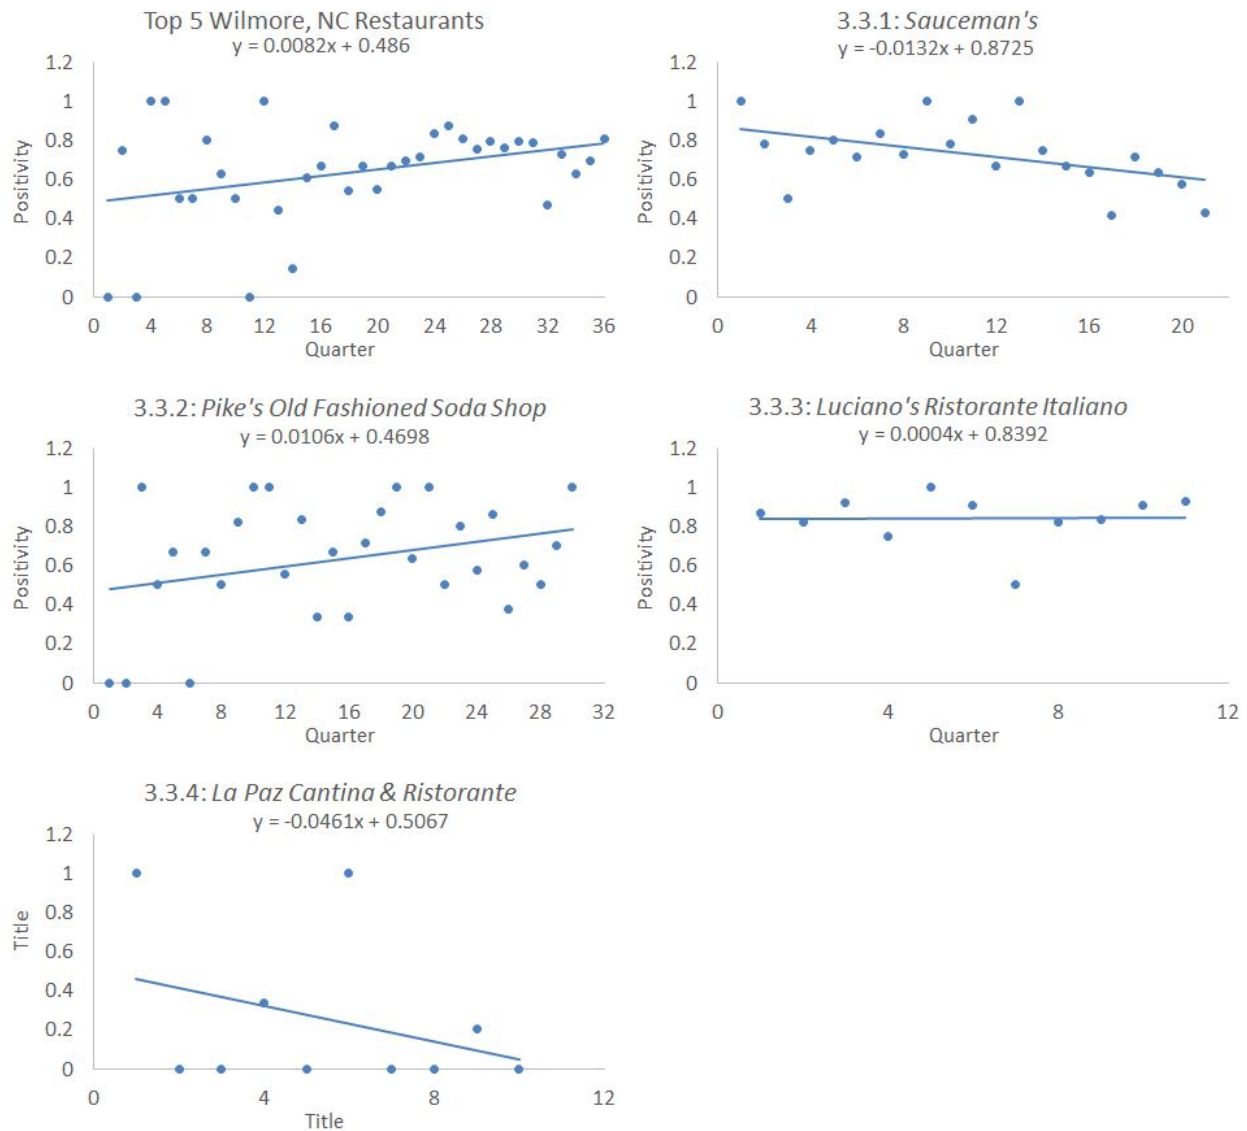 Top 5 Wilmore, NC Restaurants
y = 0.0082x + 0.486
1.2
1
0.8
0.6
0.4
0.2
0
Positivity
0 4 8 12 16 20 24 28 32 36
Quarter
3.3.1: Sauceman's
y = -0.0132x + 0.8725
1.2
1
0.8
0.6
0.4
0.2
0
Positivity
0 4 8 12 16 20
Quarter
3.3.2: Pike's Old Fashioned Soda Shop
y = 0.0106x + 0.4698
1.2
1
0.8
0.6
0.4
0.2
0
Positivity
0 4 8 12 16 20 24 28 32
Quarter
3.3.3: Luciano's Ristorante Italiano
y = 0.0004x + 0.8392
1.2
1
0.8
0.6
0.4
0.2
0
Positivity
0 4 8 12
Quarter
3.3.4: La Paz Cantina & Ristorante
y = -0.0461x + 0.5067
1.2
1
0.8
0.6
0.4
0.2
0
Title
0 4 8 12
Title